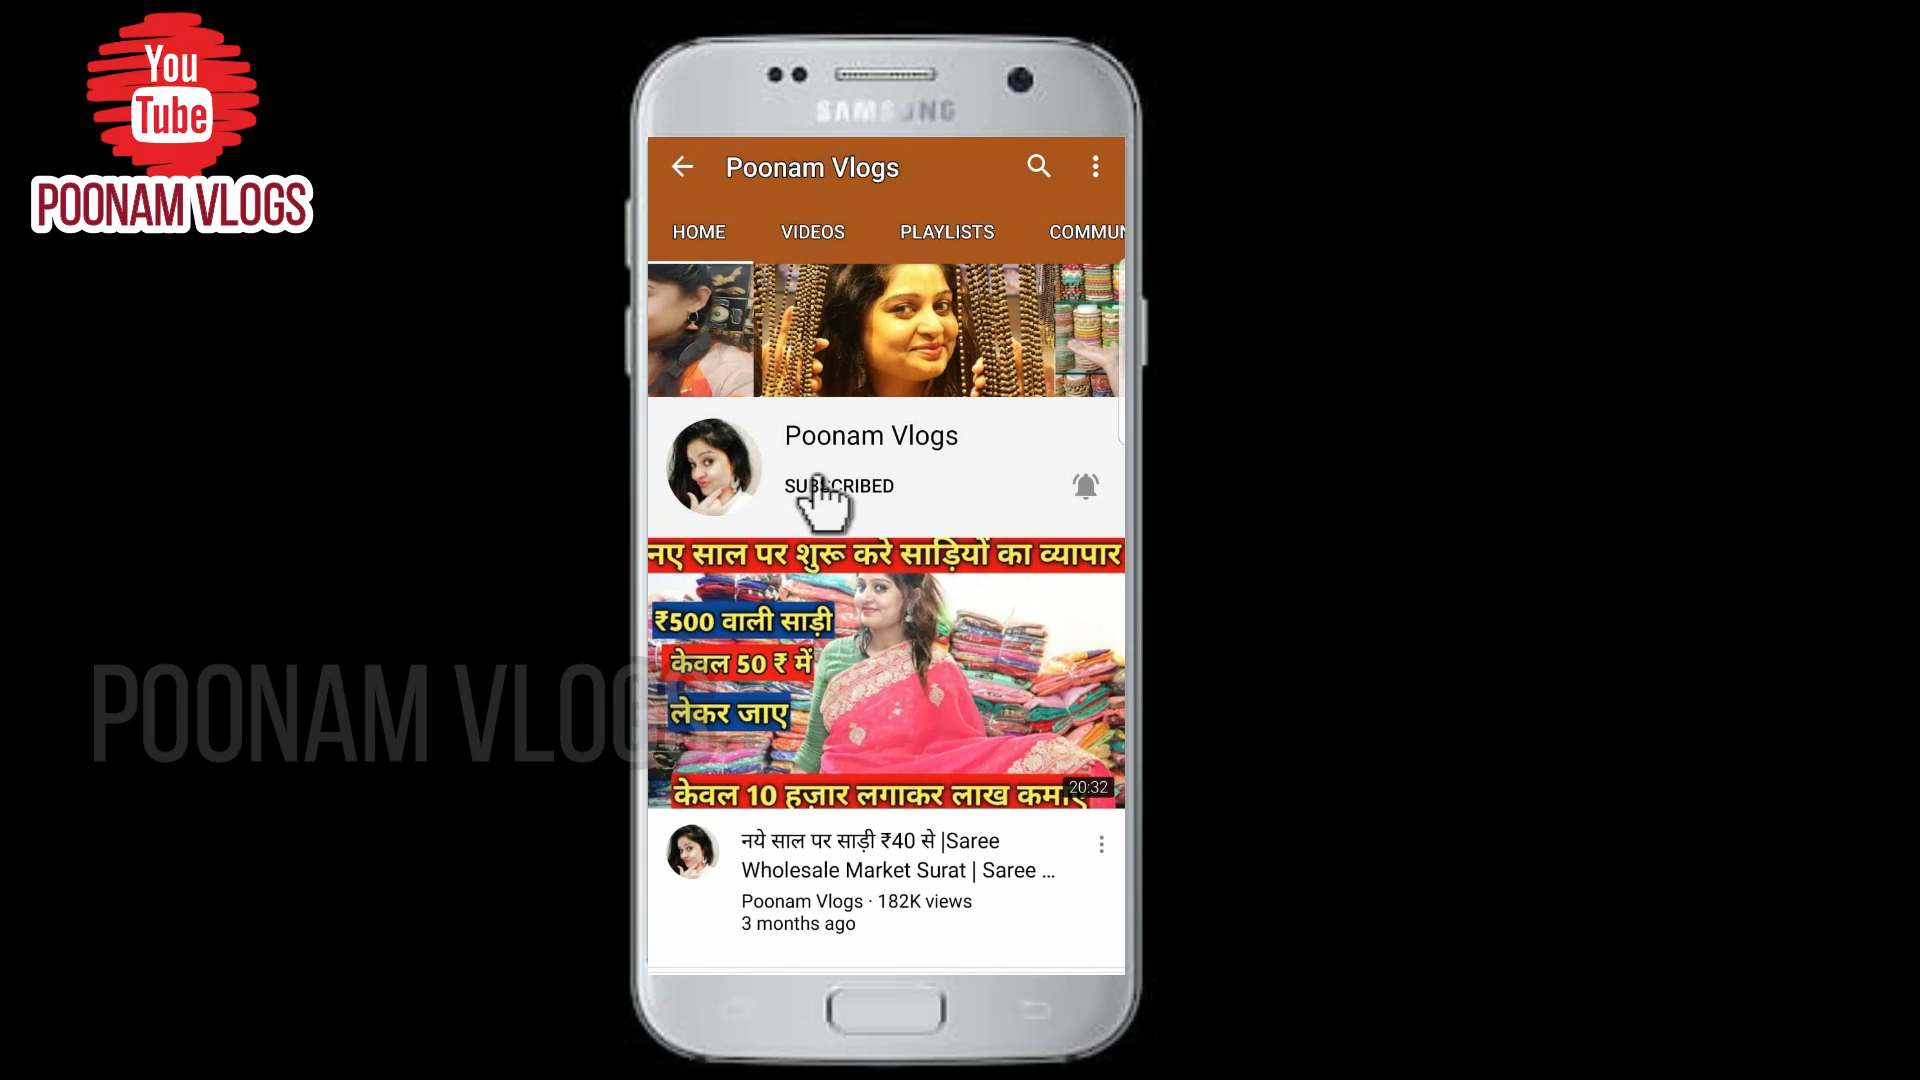 You
Tube
POONAM VLOGS
SAMSUNG
Poonam Vlogs
HOME VIDEOS PLAYLISTS COMMUN
Poonam Vlogs
SUBSCRIBED
नए साल पर शुरू करे साड़ियों का व्यापार
₹500 वाली साड़ी
केवल 50 ₹ में
लेकर जाए
केवल 10 हज़ार लगाकर लाख कमाए
20:32
नये साल पर साड़ी ₹40 से |Saree
Wholesale Market Surat | Saree ...
Poonam Vlogs · 182K views
3 months ago
POONAM VLOGS